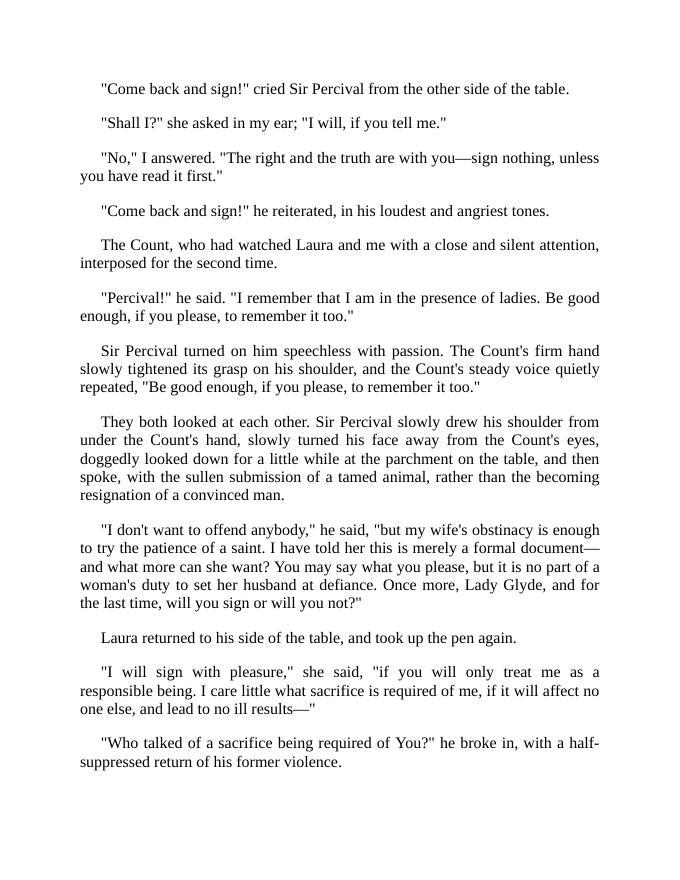 "Come back and sign!" cried Sir Percival from the other side of the table.
"Shall I?" she asked in my ear; "I will, if you tell me."
"No," I answered. "The right and the truth are with you—sign nothing, unless
you have read it first."
"Come back and sign!" he reiterated, in his loudest and angriest tones.
The Count, who had watched Laura and me with a close and silent attention,
interposed for the second time.
"Percival!" he said. "I remember that I am in the presence of ladies. Be good
enough, if you please, to remember it too."
Sir Percival turned on him speechless with passion. The Count's firm hand
slowly tightened its grasp on his shoulder, and the Count's steady voice quietly
repeated, "Be good enough, if you please, to remember it too."
They both looked at each other. Sir Percival slowly drew his shoulder from
under the Count's hand, slowly turned his face away from the Count's eyes,
doggedly looked down for a little while at the parchment on the table, and then
spoke, with the sullen submission of a tamed animal, rather than the becoming
resignation of a convinced man.
"I don't want to offend anybody," he said, "but my wife's obstinacy is enough
to try the patience of a saint. I have told her this is merely a formal document—
and what more can she want? You may say what you please, but it is no part of a
woman's duty to set her husband at defiance. Once more, Lady Glyde, and for
the last time, will you sign or will you not?"
Laura returned to his side of the table, and took up the pen again.
"I will sign with pleasure," she said, "if you will only treat me as a
responsible being. I care little what sacrifice is required of me, if it will affect no
one else, and lead to no ill results—"
"Who talked of a sacrifice being required of You?" he broke in, with a half-
suppressed return of his former violence.